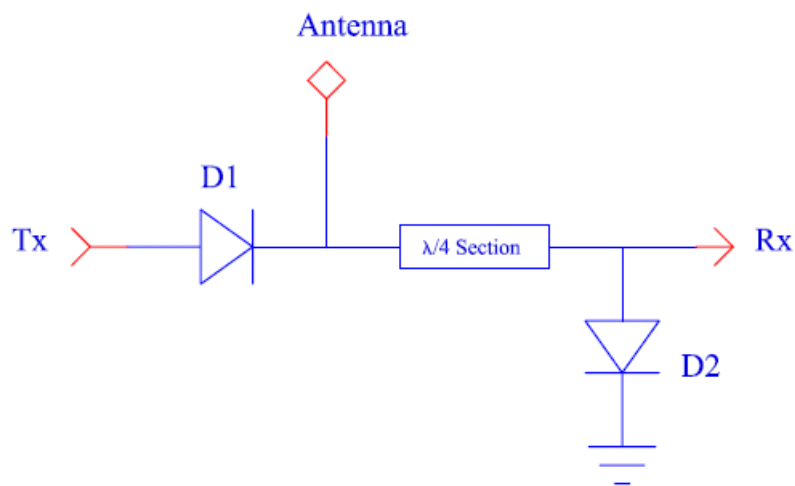 Antenna
D1
Tx
λ/4 Section
Rx
D2